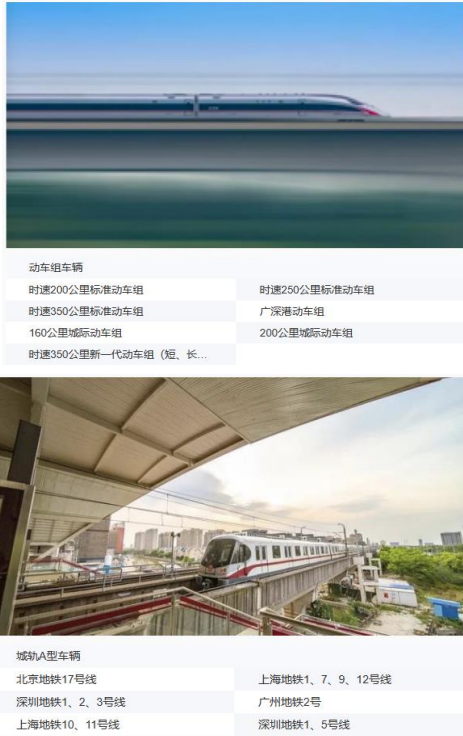 动车组车辆
时速200公里标准动车组 时速250公里标准动车组
时速350公里标准动车组 广深港动车组
160公里城际动车组 200公里城际动车组
时速350公里新一代动车组（短、长...
城轨A型车辆
北京地铁17号线 上海地铁1、7、9、12号线
深圳地铁1、2、3号线 广州地铁2号
上海地铁10、11号线 深圳地铁1、5号线